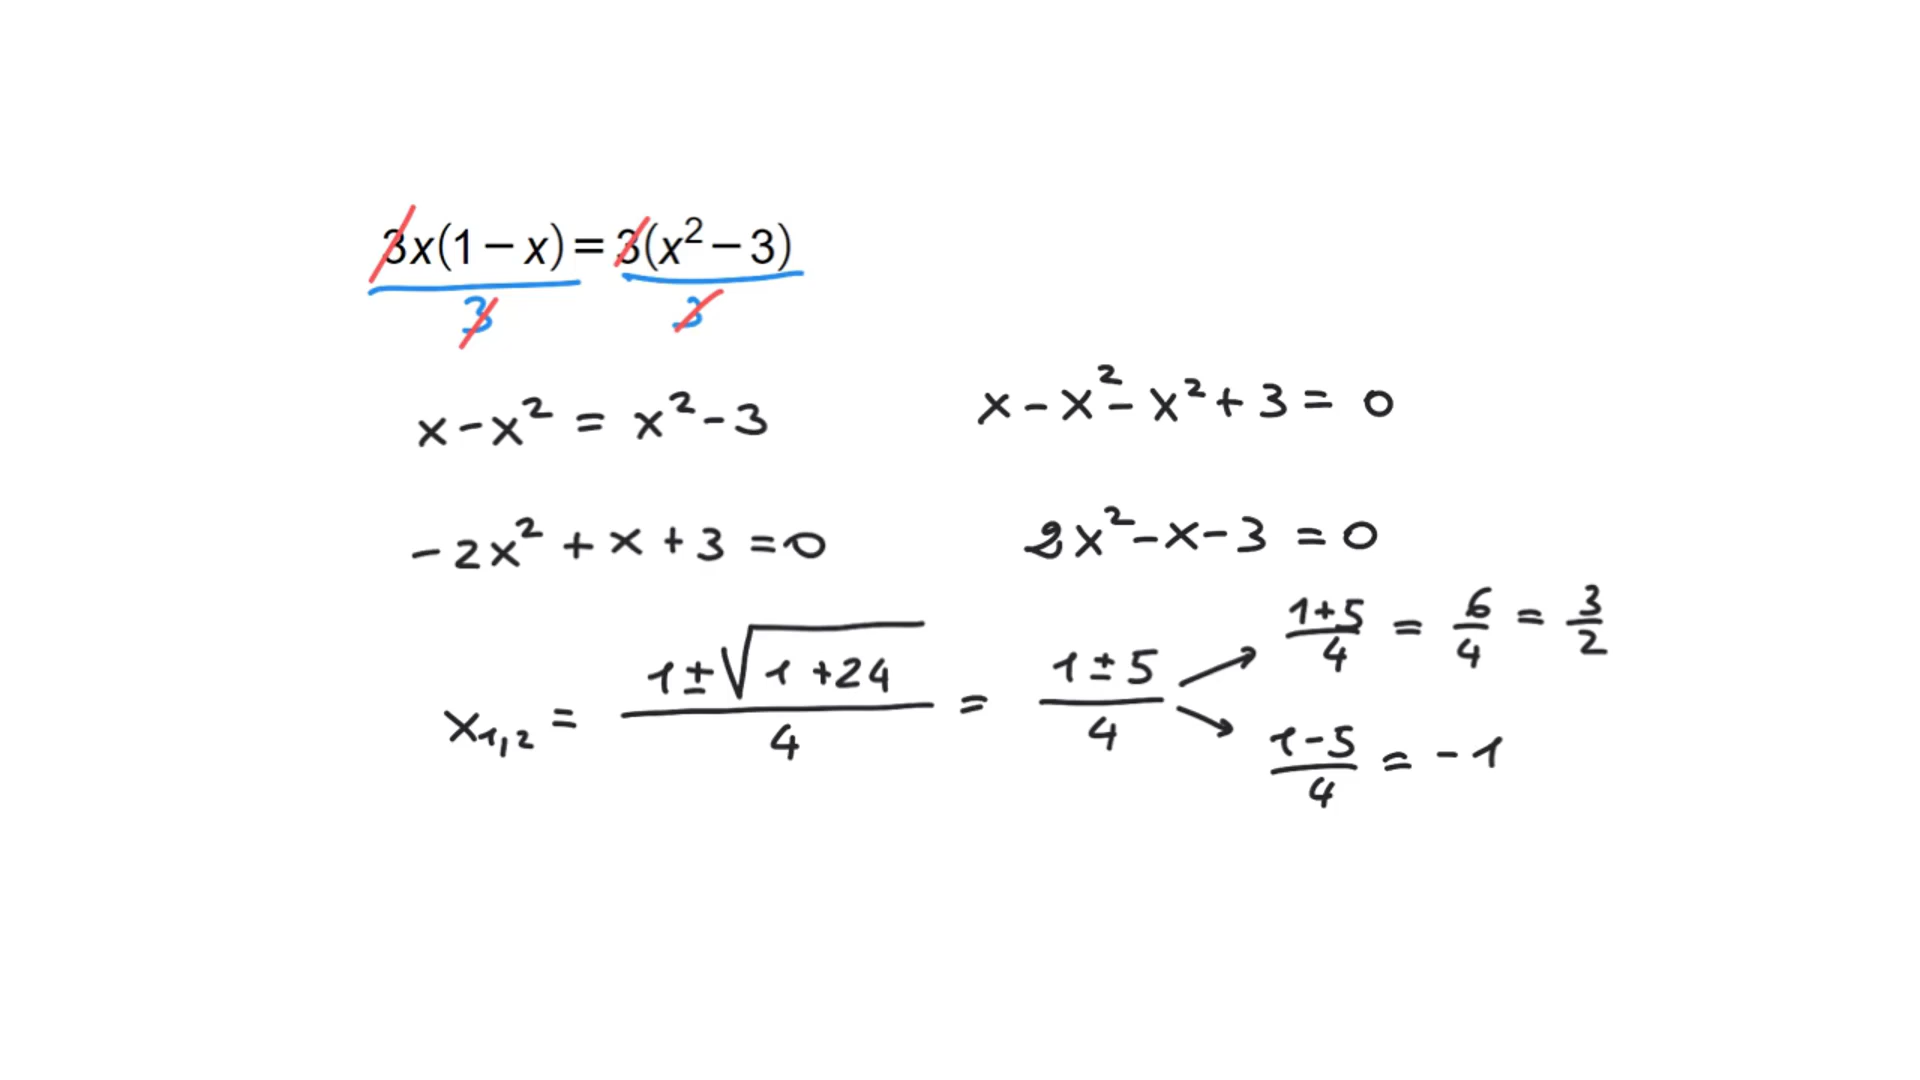 3x(1 − x) = 3(x² − 3)
3 3
x - x² = x² - 3
x - x² - x² + 3 = 0
-2x² + x + 3 = 0
2x² - x - 3 = 0
x₁,₂ = (1 ± √(1 + 24))/4 = (1 ± 5)/4
(1+5)/4 = 6/4 = 3/2
(1-5)/4 = -1